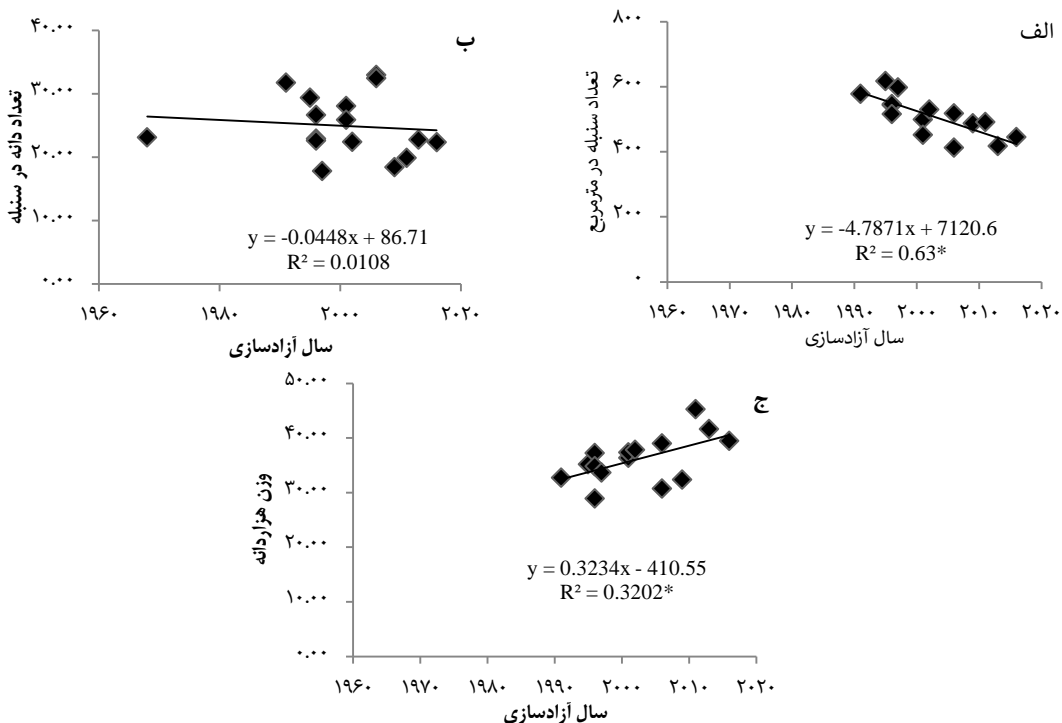 الف
تعداد سنبله در مترمربع
۸۰۰
۶۰۰
۴۰۰
۲۰۰
۰
y = -4.7871x + 7120.6
R² = 0.63*
۱۹۶۰ ۱۹۷۰ ۱۹۸۰ ۱۹۹۰ ۲۰۰۰ ۲۰۱۰ ۲۰۲۰
سال آزادسازی
ب
تعداد دانه در سنبله
۴۰.۰۰
۳۰.۰۰
۲۰.۰۰
۱۰.۰۰
۰.۰۰
y = -0.0448x + 86.71
R² = 0.0108
۱۹۶۰ ۱۹۸۰ ۲۰۰۰ ۲۰۲۰
سال آزادسازی
ج
وزن هزاردانه
۵۰.۰۰
۴۰.۰۰
۳۰.۰۰
۲۰.۰۰
۱۰.۰۰
۰.۰۰
y = 0.3234x - 410.55
R² = 0.3202*
۱۹۶۰ ۱۹۷۰ ۱۹۸۰ ۱۹۹۰ ۲۰۰۰ ۲۰۱۰ ۲۰۲۰
سال آزادسازی